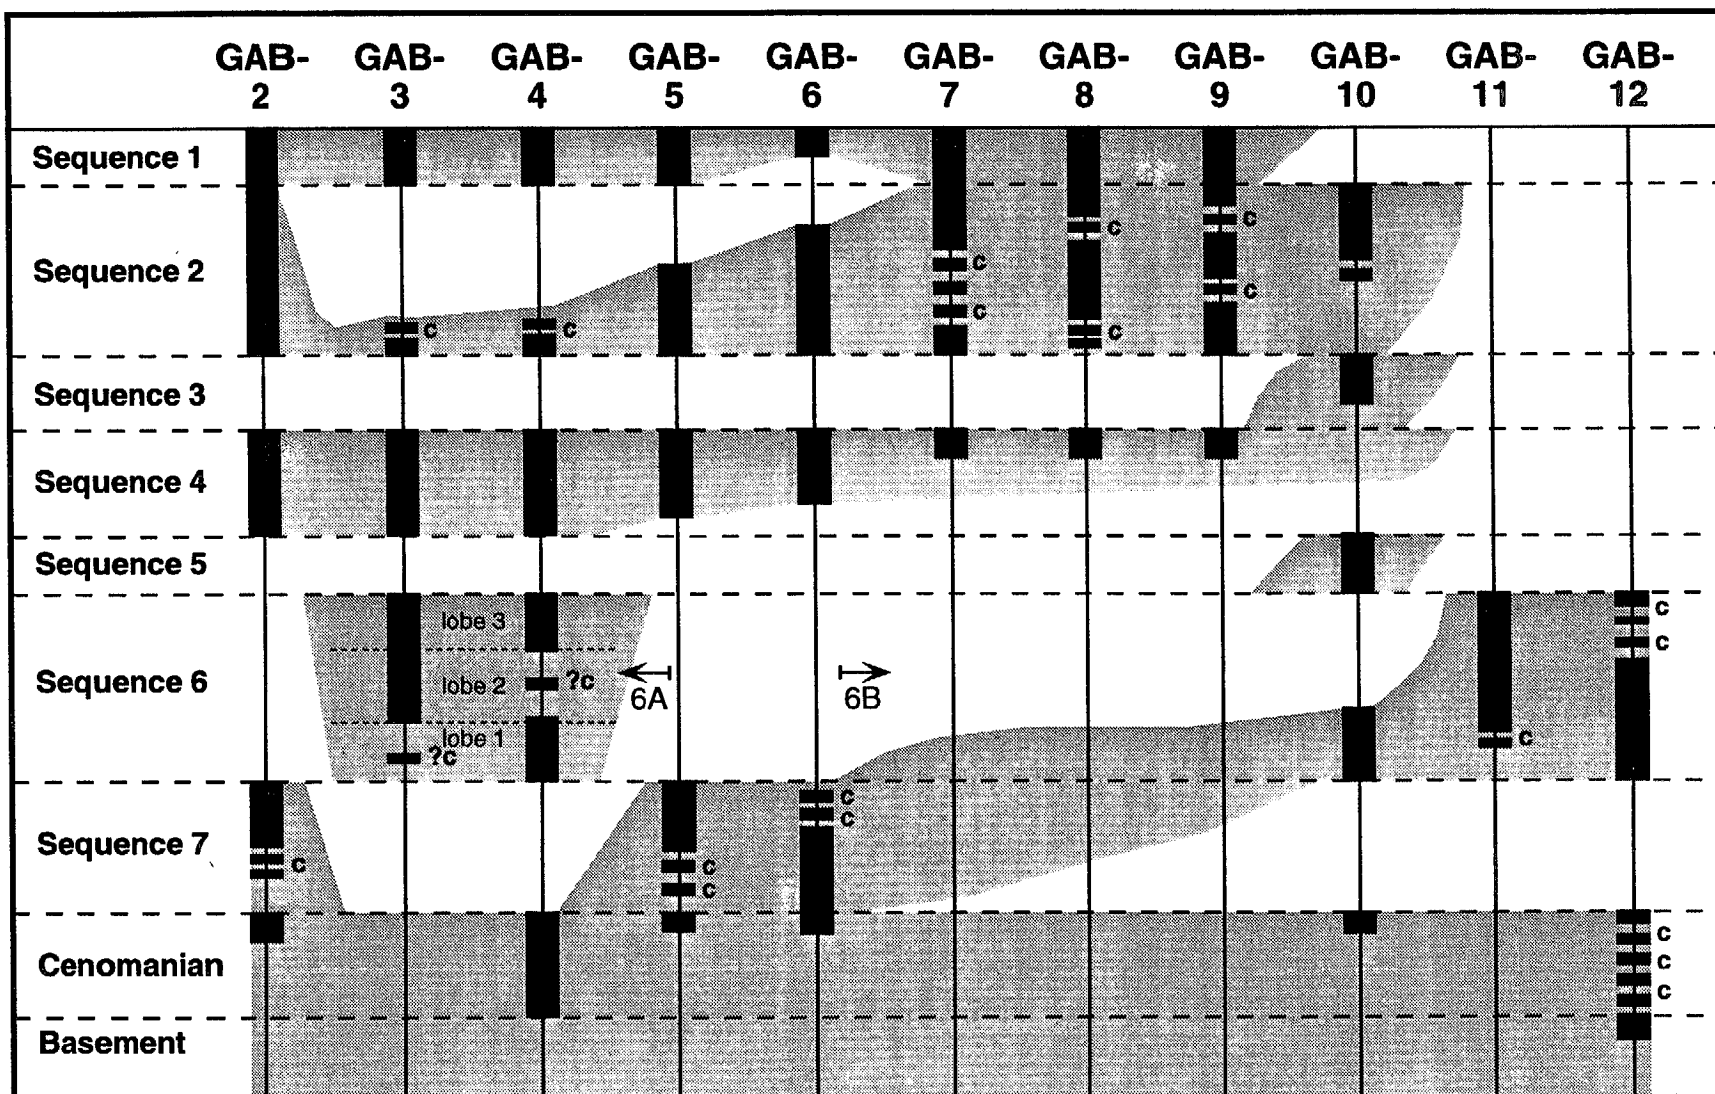 GAB-2 GAB-3 GAB-4 GAB-5 GAB-6 GAB-7 GAB-8 GAB-9 GAB-10 GAB-11 GAB-12
Sequence 1
c c
Sequence 2
c c c
c c c c
Sequence 3
Sequence 4
Sequence 5
lobe 3 c
c
Sequence 6 lobe 2 ?c 6A 6B
lobe 1 c
?c
c
c
Sequence 7 c c
c
c
Cenomanian c
c
Basement